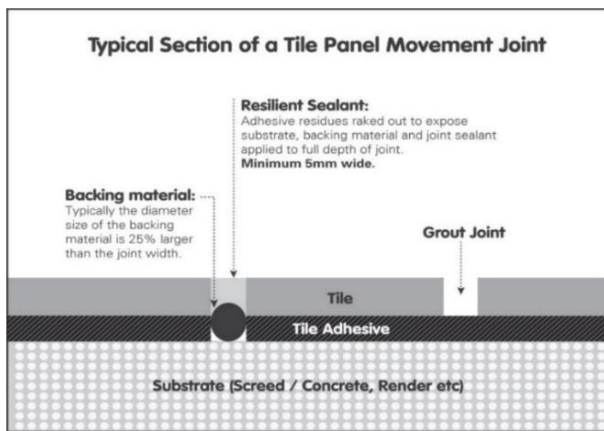 Typical Section of a Tile Panel Movement Joint
Resilient Sealant:
Adhesive residues raked out to expose
substrate, backing material and joint sealant
applied to full depth of joint.
Minimum 5mm wide.
Backing material:
Typically the diameter
size of the backing
material is 25% larger
than the joint width.
Grout Joint
Tile
Tile Adhesive
Substrate (Screed / Concrete, Render etc)